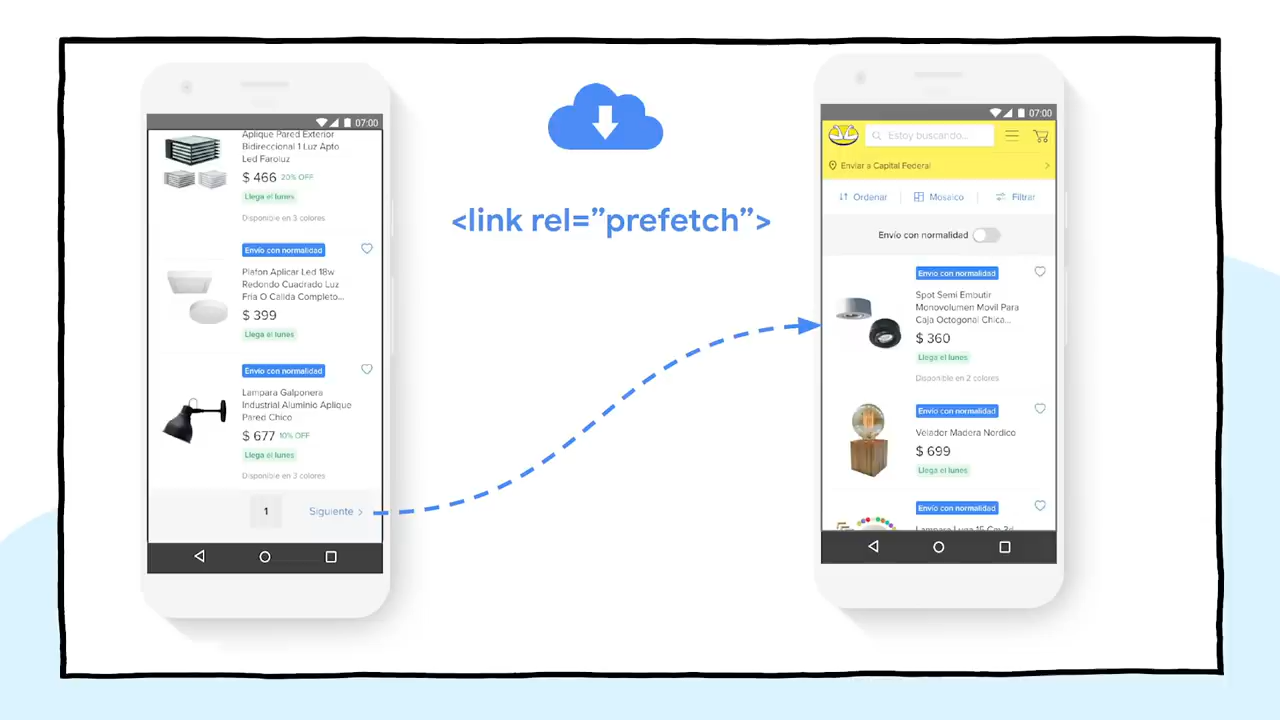 07:00
Aplique Pared Exterior
Bidireccional 1 Luz Apto
Led Faroluz
$ 466 20% OFF
Llega el lunes
Disponible en 3 colores
Envío con normalidad
Plafon Aplicar Led 18w
Redondo Cuadrado Luz
Fria O Calida Completo...
$ 399
Llega el lunes
Envío con normalidad
Lampara Galponera
Industrial Aluminio Aplique
Pared Chico
$ 677 10% OFF
Llega el lunes
Disponible en 3 colores
1 Siguiente >
<link rel=”prefetch”>
07:00
Estoy buscando...
Enviar a Capital Federal
Ordenar Mosaico Filtrar
Envío con normalidad
Envío con normalidad
Spot Semi Embutir
Monovolumen Movil Para
Caja Octogonal Chica...
$ 360
Llega el lunes
Disponible en 2 colores
Envío con normalidad
Velador Madera Nordico
$ 699
Llega el lunes
Envío con normalidad